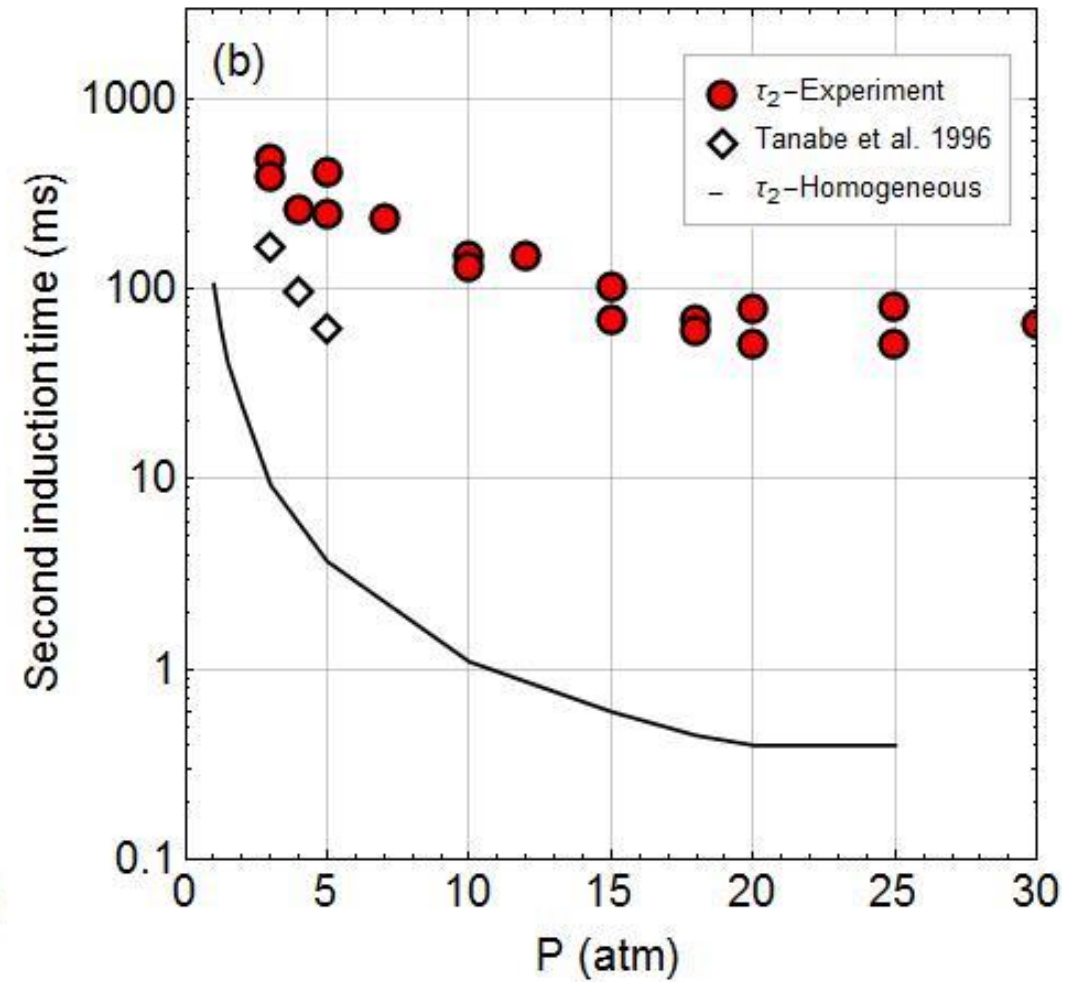 (b)
τ₂–Experiment
Tanabe et al. 1996
τ₂–Homogeneous
Second induction time (ms)
1000
100
10
1
0.1
0 5 10 15 20 25 30
P (atm)